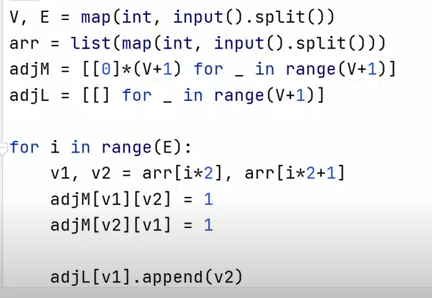 V, E = map(int, input().split())
arr = list(map(int, input().split()))
adjM = [[0]*(V+1) for _ in range(V+1)]
adjL = [[] for _ in range(V+1)]
for i in range(E):
    v1, v2 = arr[i*2], arr[i*2+1]
    adjM[v1][v2] = 1
    adjM[v2][v1] = 1
    adjL[v1].append(v2)